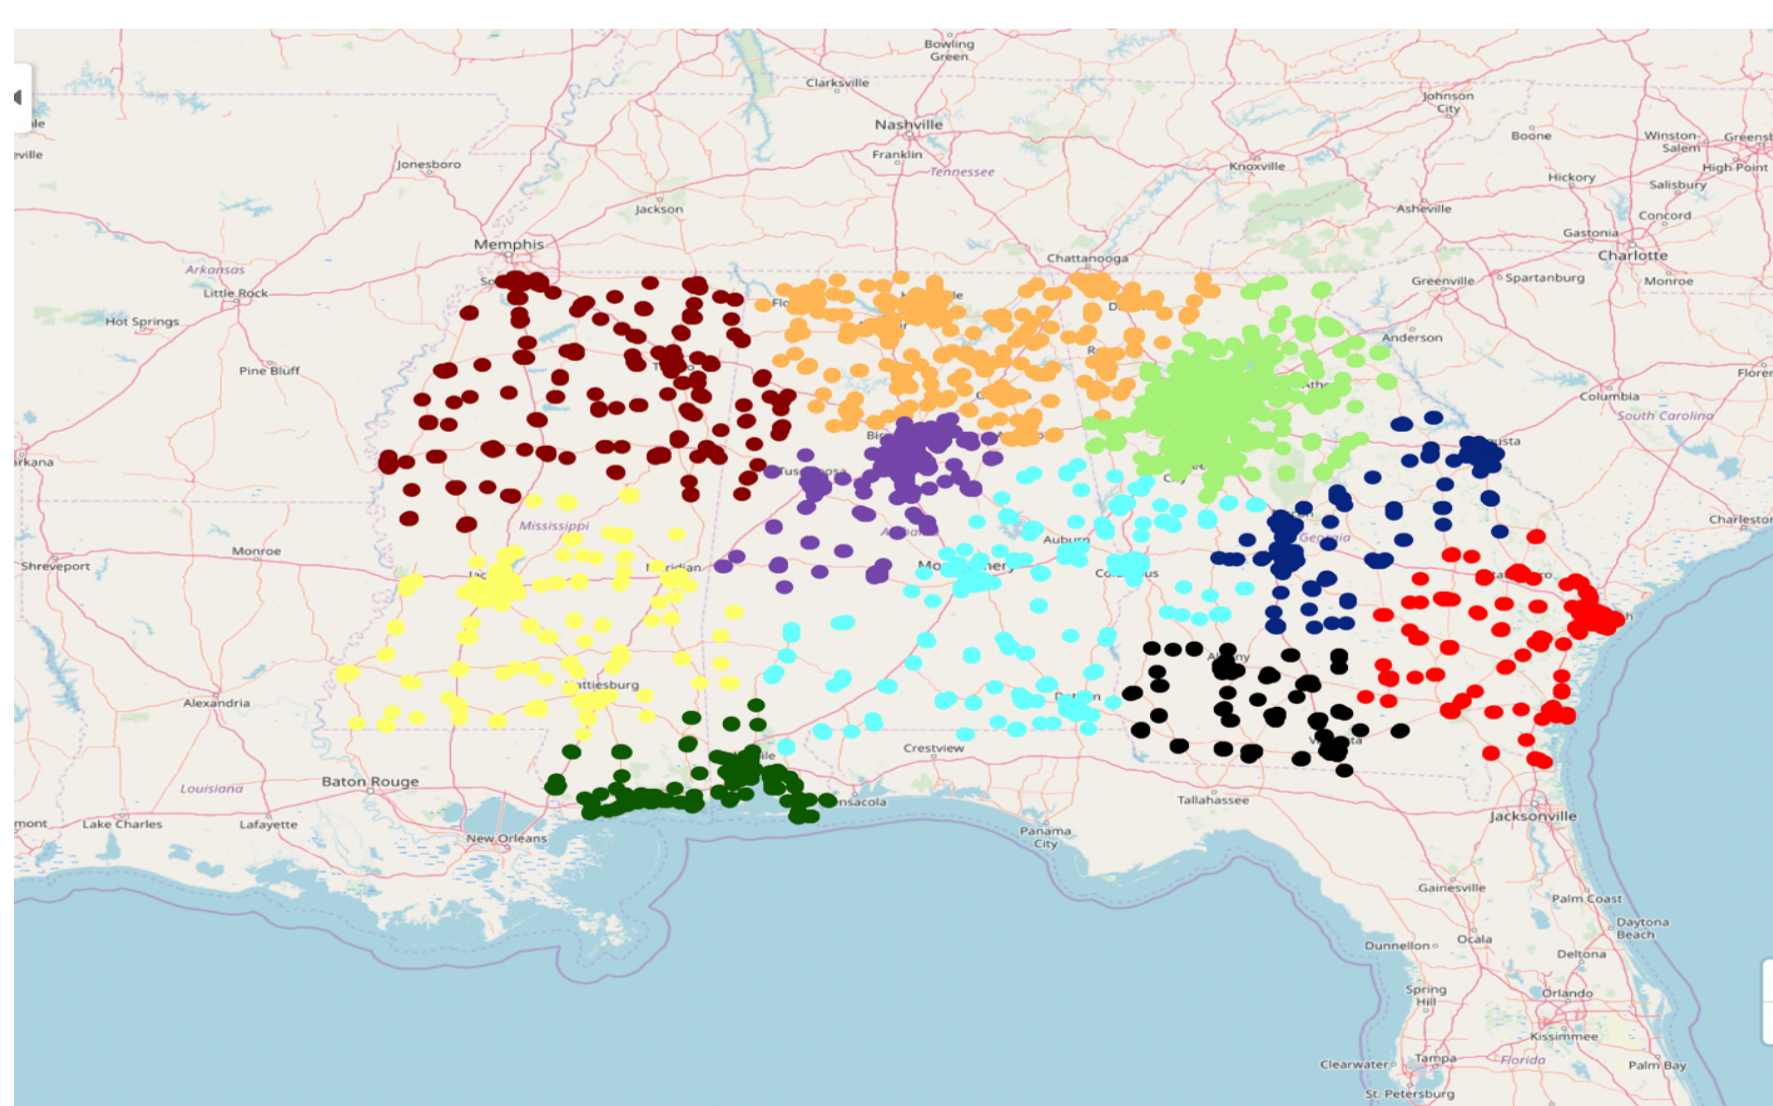 Bowling
Green
Clarksville
Johnson
City
Nashville
Boone
Winston-
Salem
Greensb
eville
Franklin
Jonesboro
Tennessee
Knoxville
High Point
Hickory
Salisbury
Jackson
Asheville
Concord
Gastonia
Memphis
Charlotte
Chattanooga
Arkansas
Greenville
Spartanburg
Monroe
Little Rock
Hot Springs
Anderson
Pine Bluff
Floren
Columbia
South Carolina
arkana
Mississippi
Georgia
Charleston
Monroe
Auburn
Shreveport
Hattiesburg
Alexandria
Crestview
Baton Rouge
Louisiana
Tallahassee
ensacola
mont
Lake Charles
Lafayette
New Orleans
Panama
City
Jacksonville
Gainesville
Palm Coast
Daytona
Beach
Dunnellon
Ocala
Deltona
Spring
Hill
Orlando
Kissimmee
Clearwater
Tampa
Florida
Palm Bay
St. Petersburg